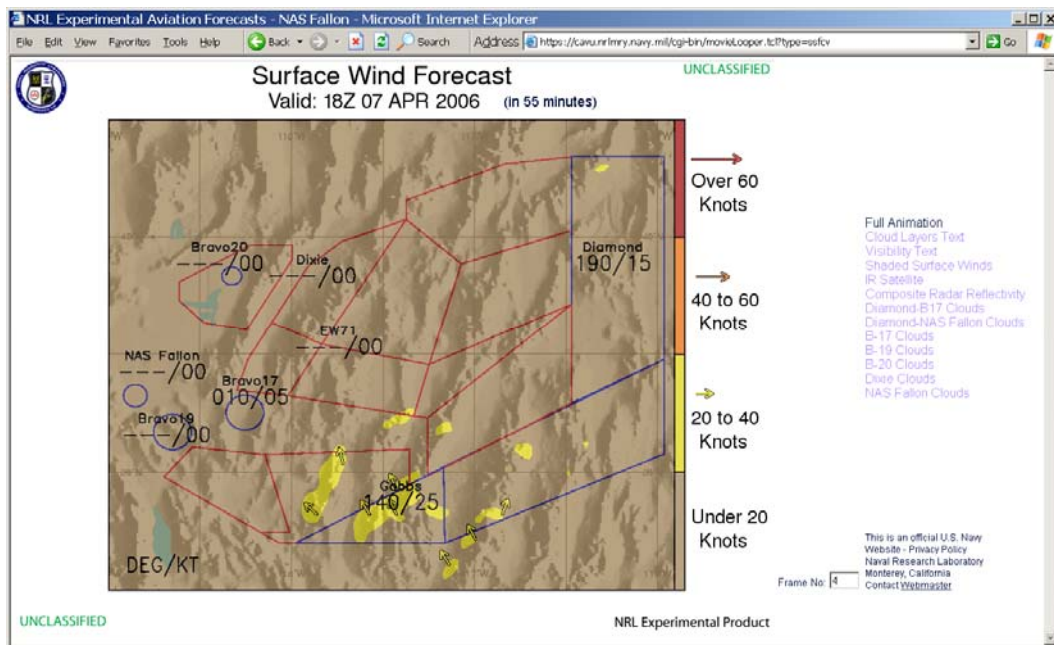 NRL Experimental Aviation Forecasts - NAS Fallon - Microsoft Internet Explorer
File Edit View Favorites Tools Help Back Search Address https://cavu.nrlmry.navy.mil/cgi-bin/movieLooper.tcl?type=ssfcv Go
UNCLASSIFIED
Surface Wind Forecast
Valid: 18Z 07 APR 2006 (in 55 minutes)
Over 60
Knots
40 to 60
Knots
20 to 40
Knots
Under 20
Knots
Bravo20
---/00
Dixie
---/00
Diamond
190/15
EW71
---/00
NAS Fallon
---/00
Bravo17
010/05
Bravo19
---/00
Gabbs
140/25
DEG/KT
Full Animation
Cloud Layers Text
Visibility Text
Shaded Surface Winds
IR Satellite
Composite Radar Reflectivity
Diamond-B17 Clouds
Diamond-NAS Fallon Clouds
B-17 Clouds
B-19 Clouds
B-20 Clouds
Dixie Clouds
NAS Fallon Clouds
This is an official U.S. Navy
Website - Privacy Policy
Naval Research Laboratory
Monterey, California
Contact Webmaster
Frame No: 4
UNCLASSIFIED
NRL Experimental Product